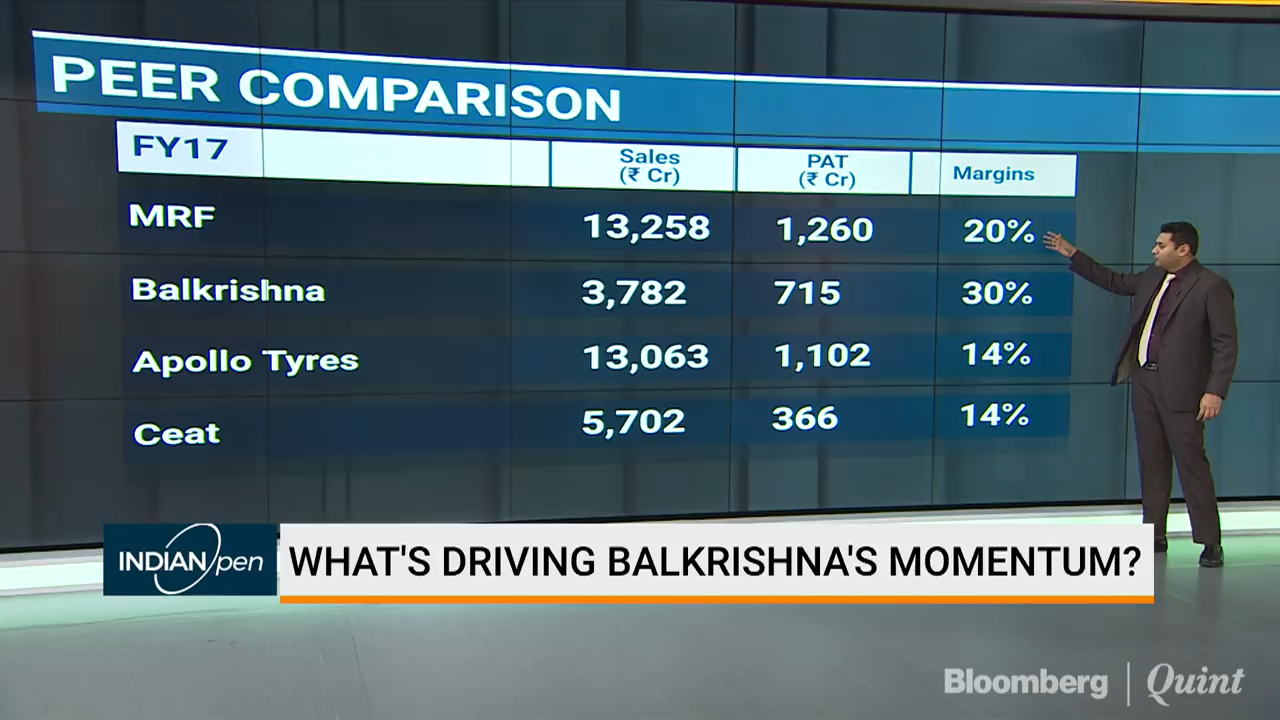 PEER COMPARISON
FY17 Sales (₹ Cr) PAT (₹ Cr) Margins
MRF 13,258 1,260 20%
Balkrishna 3,782 715 30%
Apollo Tyres 13,063 1,102 14%
Ceat 5,702 366 14%
INDIAN Open WHAT'S DRIVING BALKRISHNA'S MOMENTUM?
Bloomberg | Quint